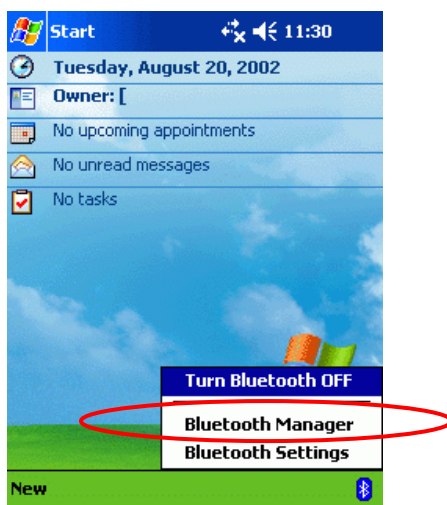 Start 11:30
Tuesday, August 20, 2002
Owner: [
No upcoming appointments
No unread messages
No tasks
Turn Bluetooth OFF
Bluetooth Manager
Bluetooth Settings
New